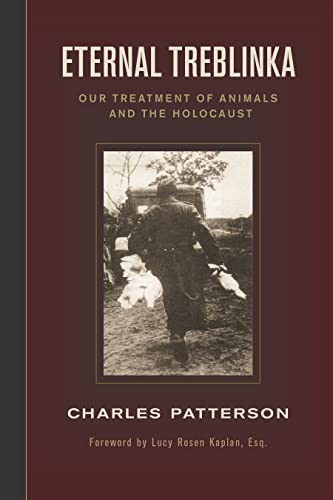 ETERNAL TREBLINKA
OUR TREATMENT OF ANIMALS
AND THE HOLOCAUST
CHARLES PATTERSON
Foreword by Lucy Rosen Kaplan, Esq.